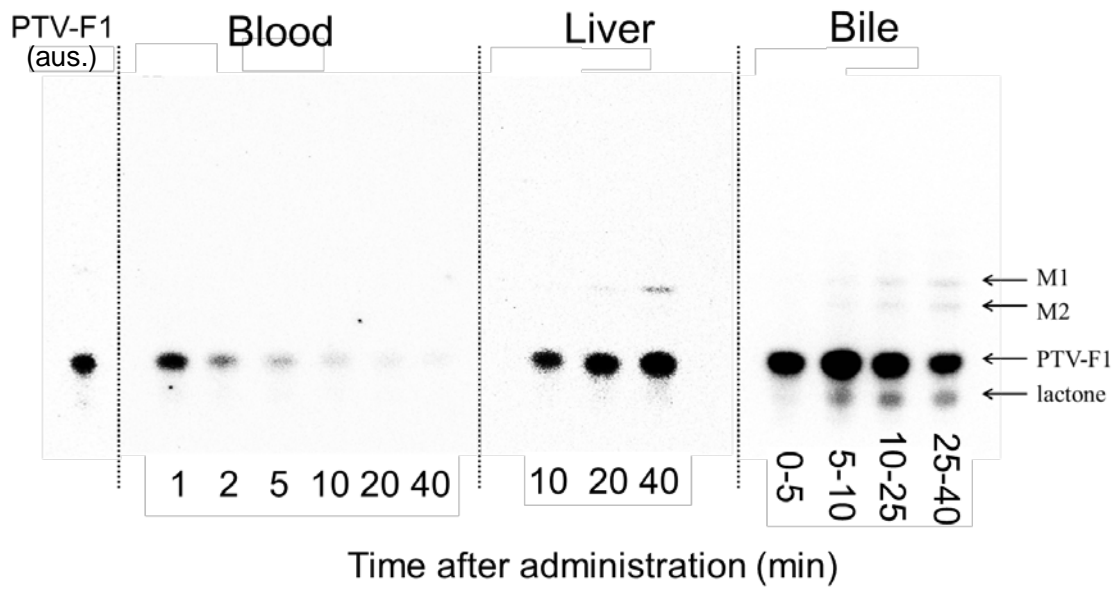 PTV-F1
(aus.)
Blood
Liver
Bile
M1
M2
PTV-F1
lactone
1 2 5 10 20 40
10 20 40
0-5 5-10 10-25 25-40
Time after administration (min)